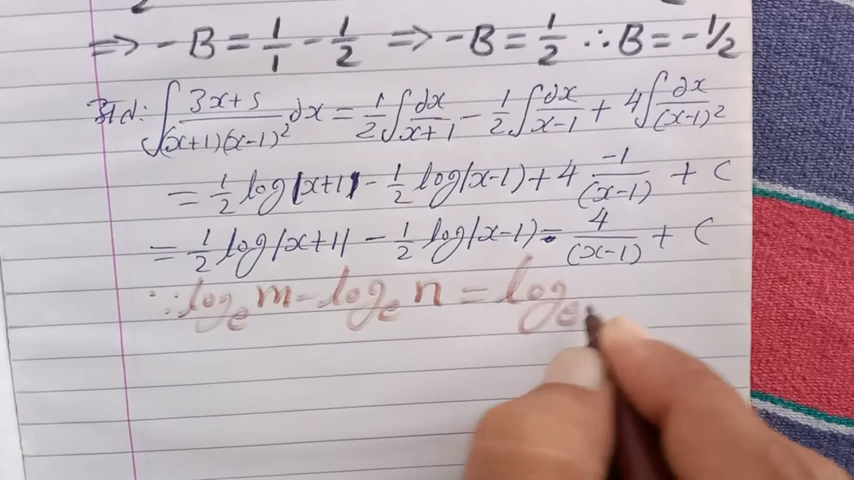 ⇒ -B = 1/1 - 1/2 ⇒ -B = 1/2 ∴ B = -1/2
∫ 3x+5/(x+1)(x-1)² dx = 1/2 ∫ dx/x+1 - 1/2 ∫ dx/x-1 + 4 ∫ dx/(x-1)²
= 1/2 log|x+1| - 1/2 log|x-1) + 4 -1/(x-1) + C
= 1/2 log|x+1| - 1/2 log|x-1) - 4/(x-1) + C
∵ logₑ m - logₑ n = logₑ